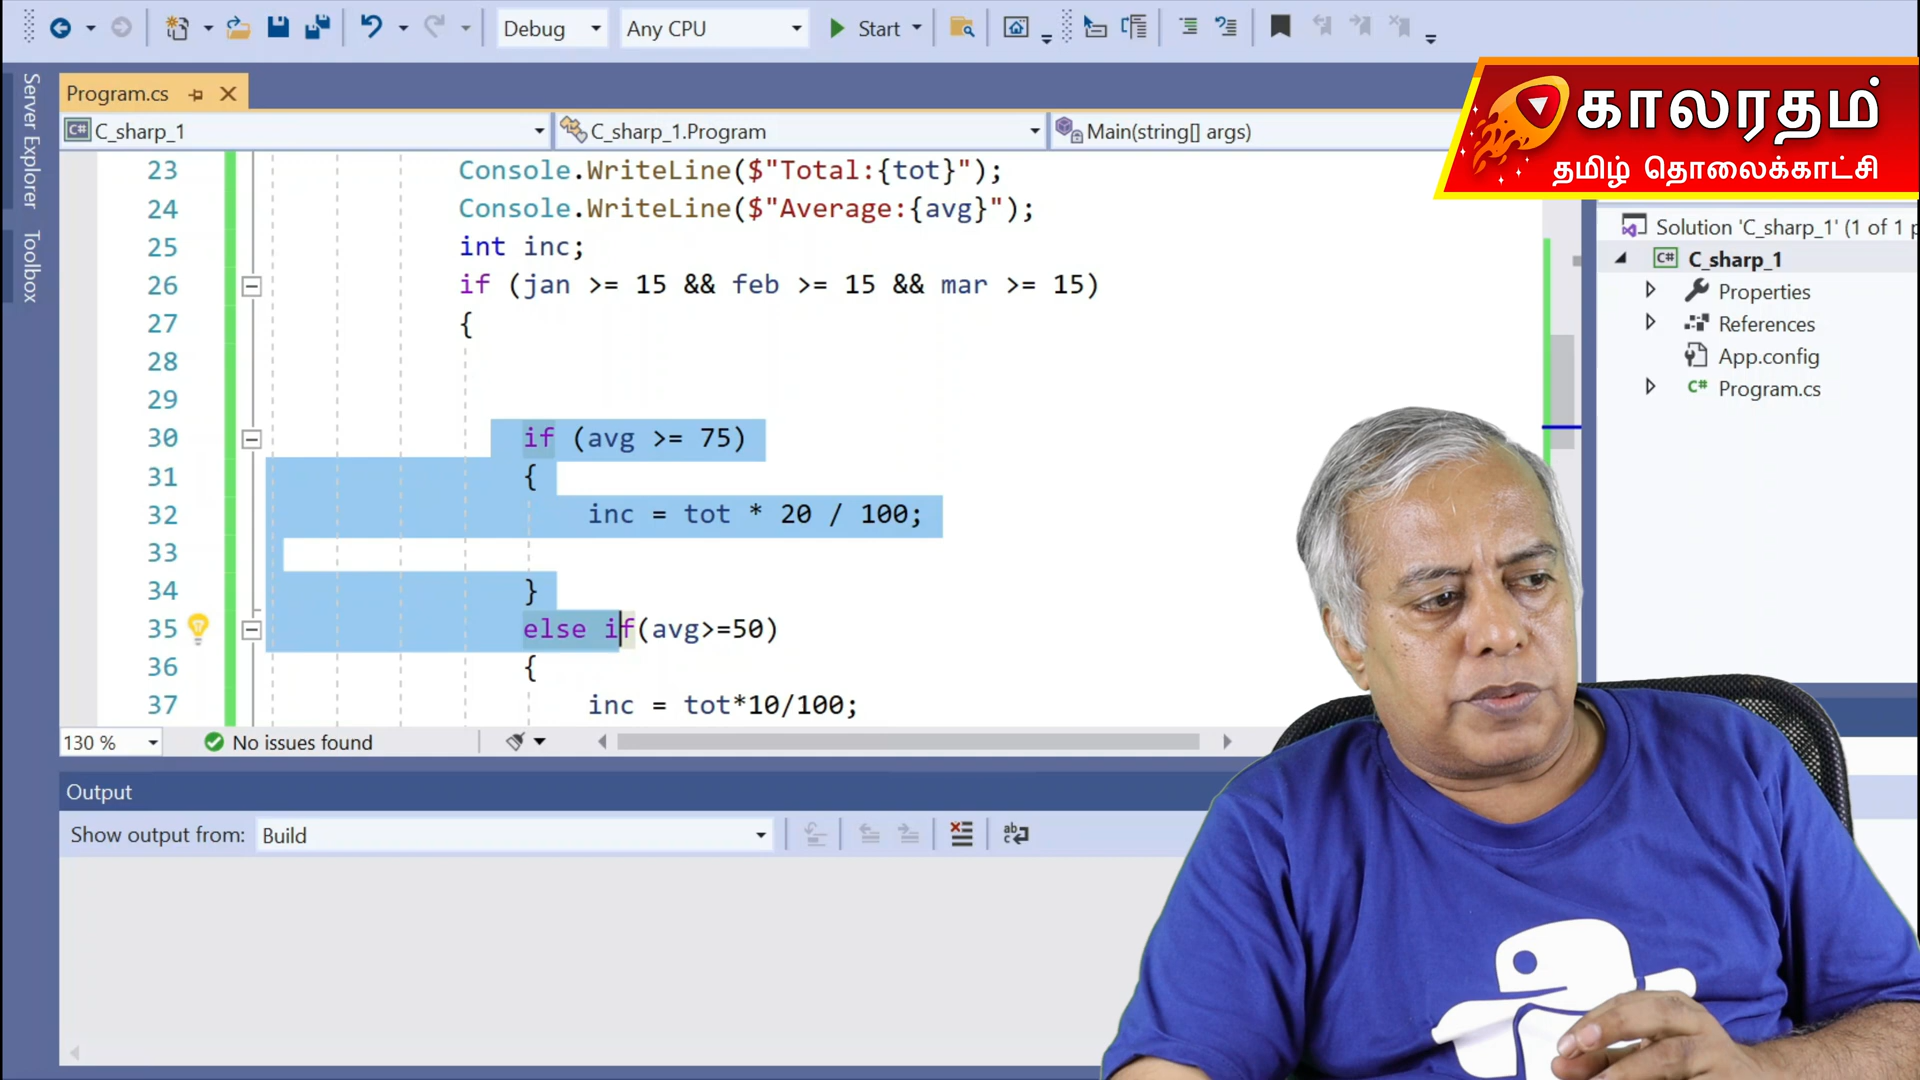 Debug
Any CPU
Start
Server Explorer
Toolbox
Program.cs
C_sharp_1
C_sharp_1.Program
Main(string[] args)
காலரதம்
தமிழ் தொலைக்காட்சி
23 Console.WriteLine($"Total:{tot}");
24 Console.WriteLine($"Average:{avg}");
25 int inc;
26 if (jan >= 15 && feb >= 15 && mar >= 15)
27 {
28
29
30 if (avg >= 75)
31 {
32 inc = tot * 20 / 100;
33
34 }
35 else if(avg>=50)
36 {
37 inc = tot*10/100;
Solution 'C_sharp_1' (1 of 1 p
C# C_sharp_1
Properties
References
App.config
C# Program.cs
130 %
No issues found
Output
Show output from: Build